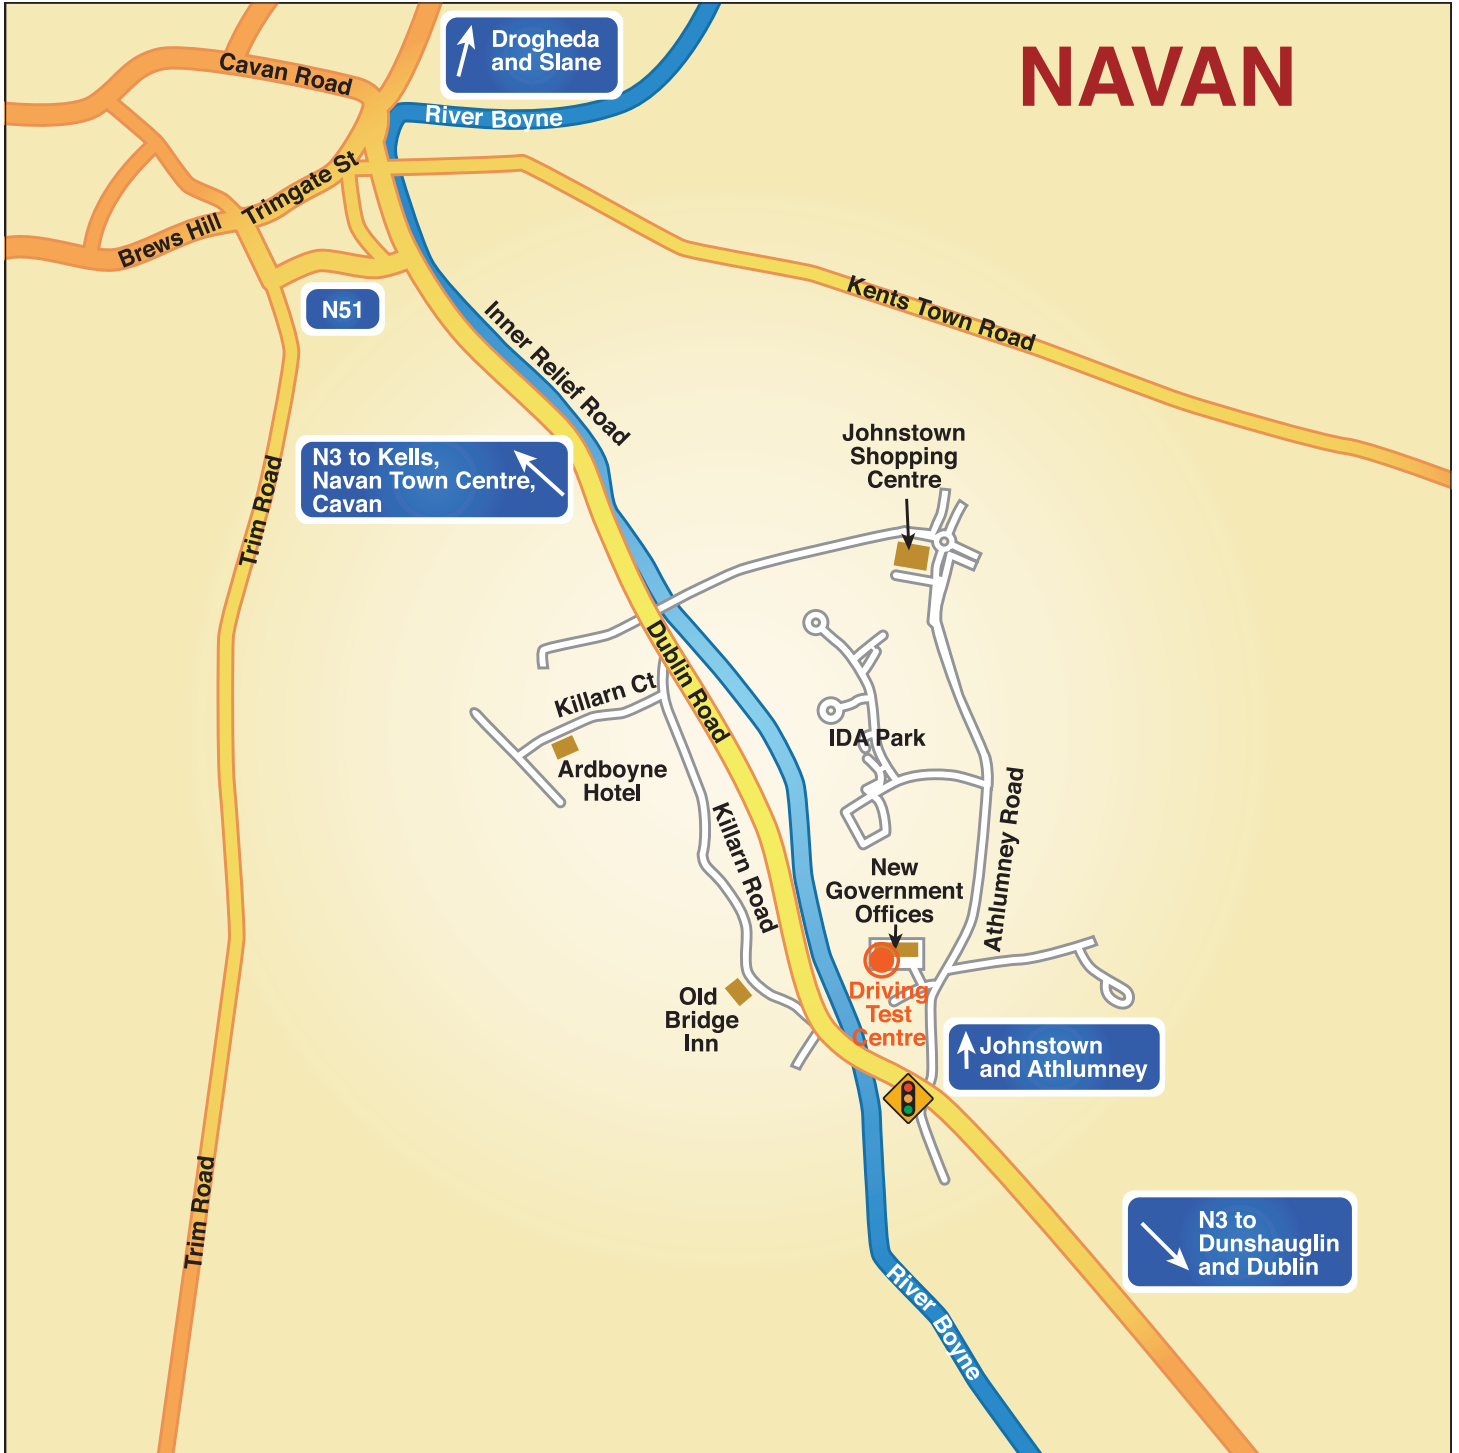 NAVAN
Drogheda
and Slane
Cavan Road
River Boyne
Trimgate St
Brews Hill
N51
Kents Town Road
Inner Relief Road
Johnstown
Shopping
Centre
N3 to Kells,
Navan Town Centre,
Cavan
Trim Road
Dublin Road
Killarn Ct
IDA Park
Ardboyne
Hotel
Killarn Road
Athlumney Road
New
Government
Offices
Driving
Test
Centre
Old
Bridge
Inn
Johnstown
and Athlumney
Trim Road
N3 to
Dunshauglin
and Dublin
River Boyne